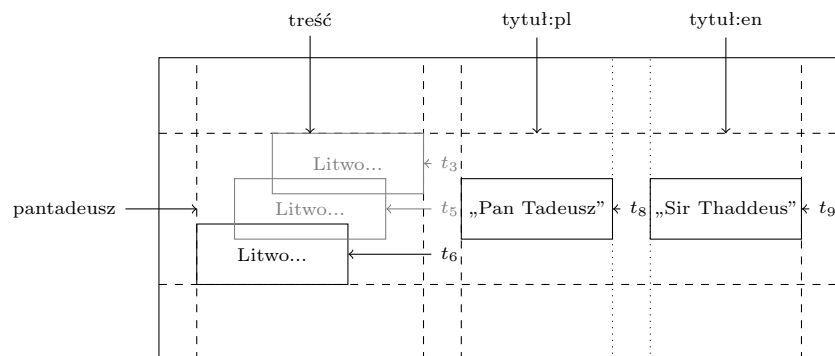 treść tytuł:pl tytuł:en
Litwo... t₃
pantadeusz Litwo... t₅ „Pan Tadeusz” t₈ „Sir Thaddeus” t₉
Litwo... t₆